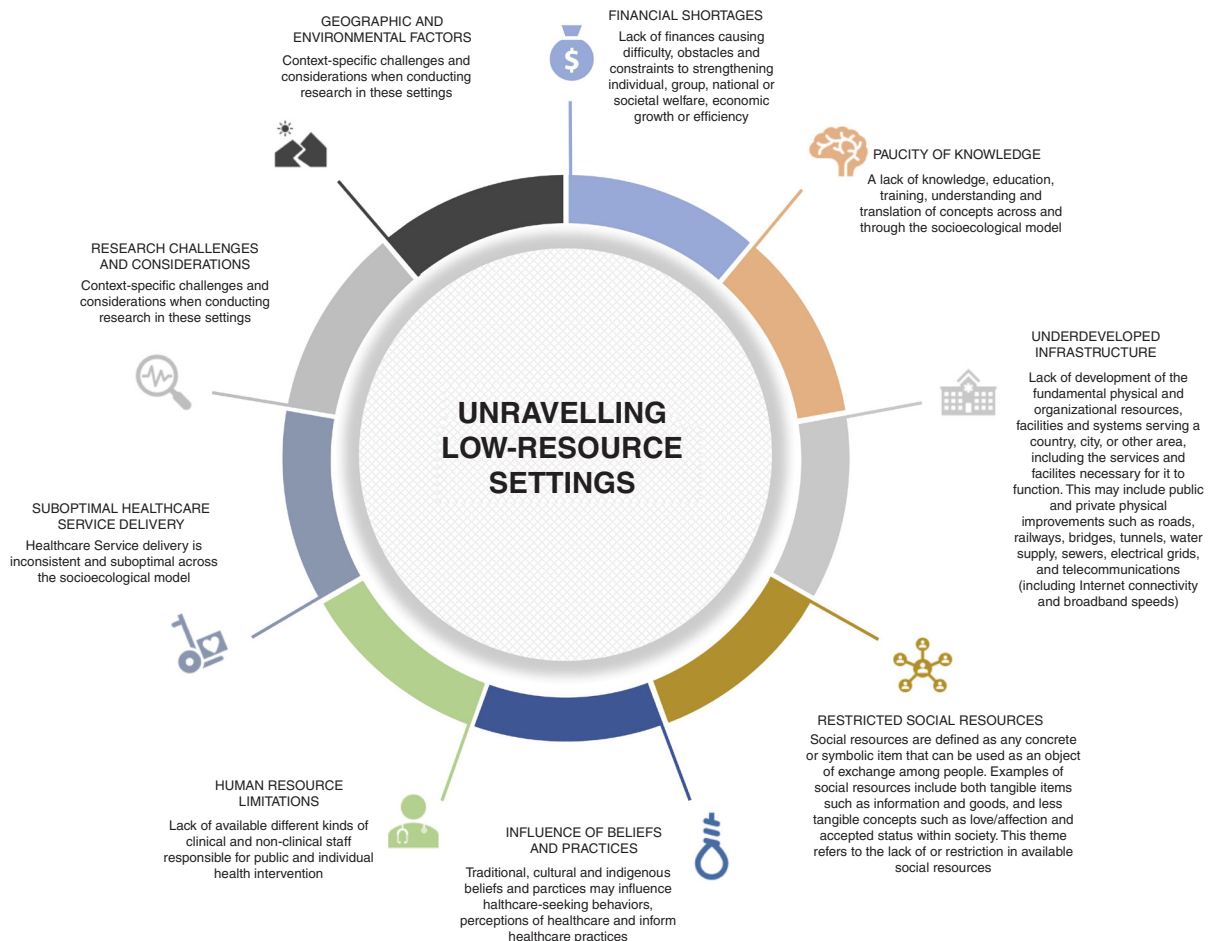 GEOGRAPHIC AND
ENVIRONMENTAL FACTORS
Context-specific challenges and
considerations when conducting
research in these settings
FINANCIAL SHORTAGES
Lack of finances causing
difficulty, obstacles and
constraints to strengthening
individual, group, national or
societal welfare, economic
growth or efficiency
$
PAUCITY OF KNOWLEDGE
A lack of knowledge, education,
training, understanding and
translation of concepts across and
through the socioecological model
RESEARCH CHALLENGES
AND CONSIDERATIONS
Context-specific challenges and
considerations when conducting
research in these settings
UNDERDEVELOPED
INFRASTRUCTURE
Lack of development of the
fundamental physical and
organizational resources,
facilities and systems serving a
country, city, or other area,
including the services and
facilites necessary for it to
function. This may include public
and private physical
improvements such as roads,
railways, bridges, tunnels, water
supply, sewers, electrical grids,
and telecommunications
(including Internet connectivity
and broadband speeds)
UNRAVELLING
LOW-RESOURCE
SETTINGS
SUBOPTIMAL HEALTHCARE
SERVICE DELIVERY
Healthcare Service delivery is
inconsistent and suboptimal across
the socioecological model
RESTRICTED SOCIAL RESOURCES
Social resources are defined as any concrete
or symbolic item that can be used as an object
of exchange among people. Examples of
social resources include both tangible items
such as information and goods, and less
tangible concepts such as love/affection and
accepted status within society. This theme
refers to the lack of or restriction in available
social resources
HUMAN RESOURCE
LIMITATIONS
Lack of available different kinds of
clinical and non-clinical staff
responsible for public and individual
health intervention
INFLUENCE OF BELIEFS
AND PRACTICES
Traditional, cultural and indigenous
beliefs and parctices may influence
halthcare-seeking behaviors,
perceptions of healthcare and inform
healthcare practices